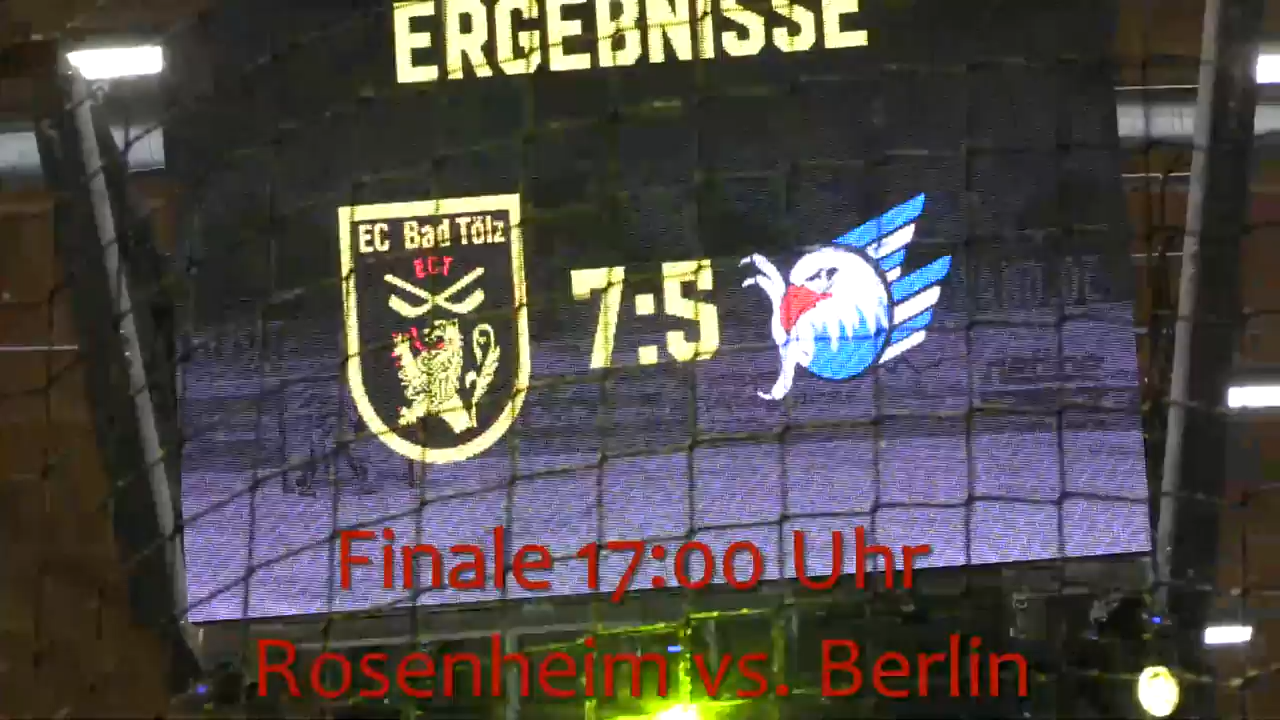 ERGEBNISSE
EC Bad Tölz
ECT
7:5
Finale 17:00 Uhr
Rosenheim vs. Berlin